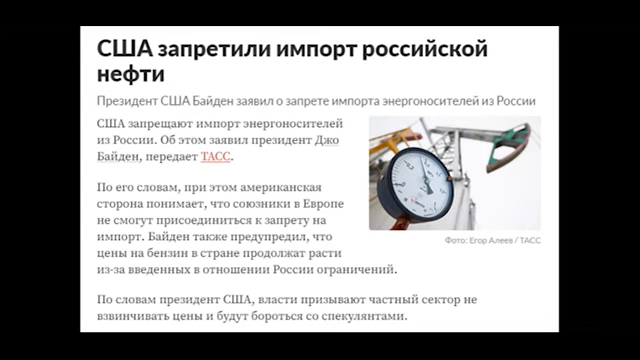 США запретили импорт российской
нефти
Президент США Байден заявил о запрете импорта энергоносителей из России
США запрещают импорт энергоносителей
из России. Об этом заявил президент Джо
Байден, передает ТАСС.
По его словам, при этом американская
сторона понимает, что союзники в Европе
не смогут присоединиться к запрету на
импорт. Байден также предупредил, что
цены на бензин в стране продолжат расти
из-за введенных в отношении России ограничений.
Фото: Егор Алеев / ТАСС
По словам президент США, власти призывают частный сектор не
взвинчивать цены и будут бороться со спекулянтами.